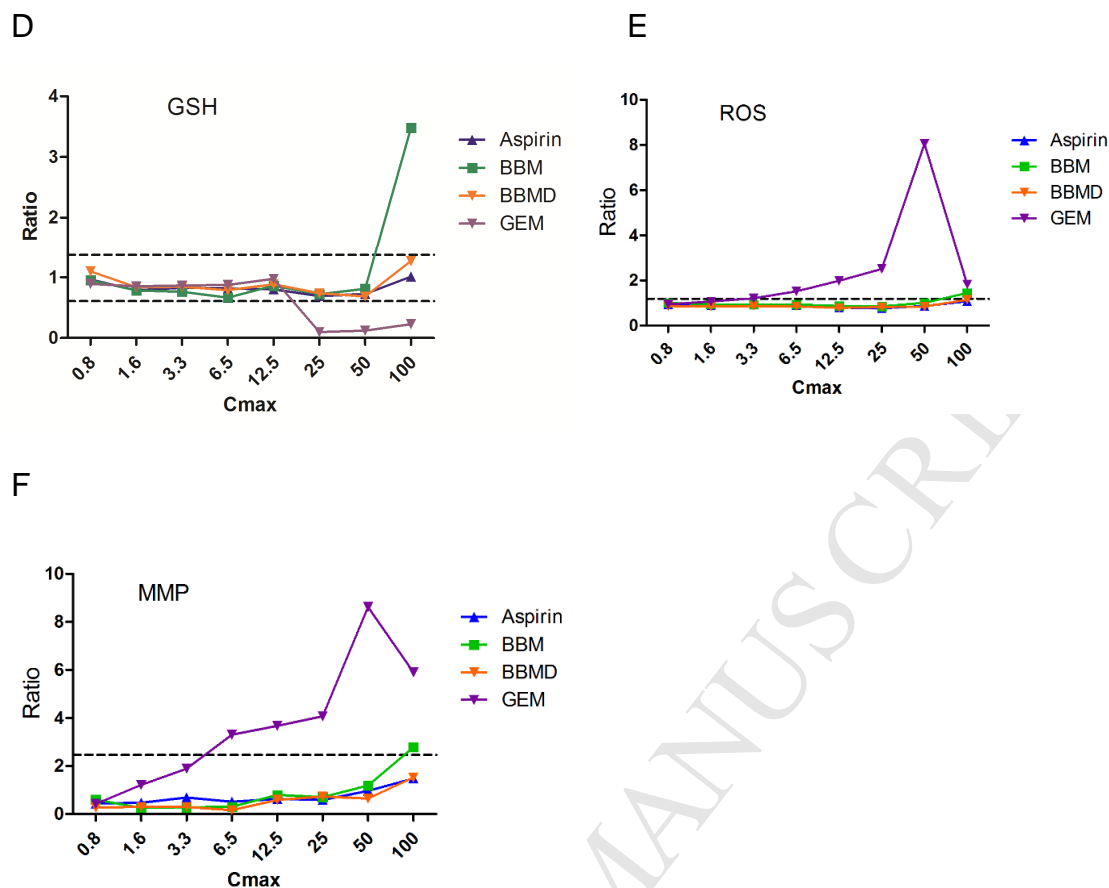 D
GSH
Ratio
4
3
2
1
0
0.8 1.6 3.3 6.5 12.5 25 50 100
Cmax
Aspirin
BBM
BBMD
GEM
E
ROS
Ratio
10
8
6
4
2
0
0.8 1.6 3.3 6.5 12.5 25 50 100
Cmax
Aspirin
BBM
BBMD
GEM
F
MMP
Ratio
10
8
6
4
2
0
0.8 1.6 3.3 6.5 12.5 25 50 100
Cmax
Aspirin
BBM
BBMD
GEM
MANUSCRI